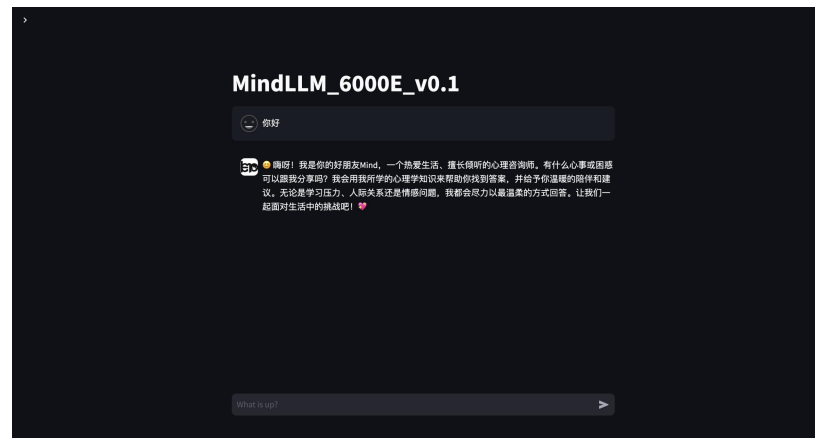 MindLLM_6000E_v0.1
你好
😊 嗨呀！我是你的好朋友Mind，一个热爱生活、擅长倾听的心理咨询师。有什么心事或困惑
可以跟我分享吗？我会用我所学的心理学知识来帮助你找到答案，并给予你温暖的陪伴和建
议。无论是学习压力、人际关系还是情感问题，我都会尽力以最温柔的方式回答。让我们一
起面对生活中的挑战吧！💖
What is up?